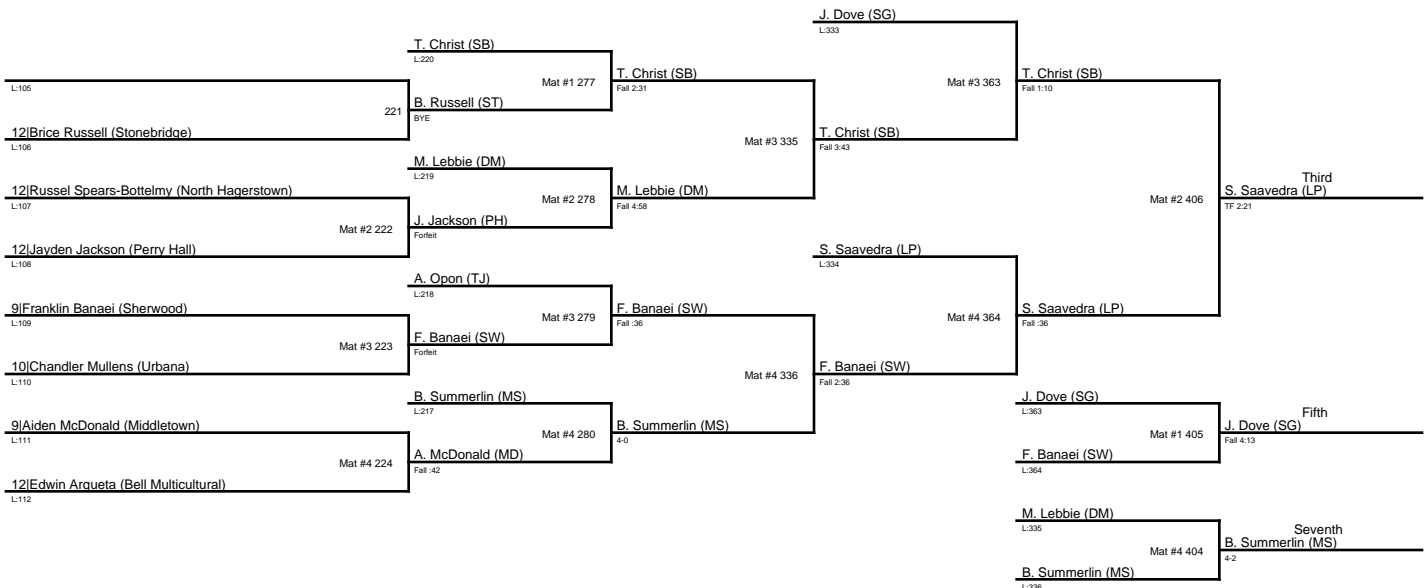 J. Dove (SG)
L:333
T. Christ (SB)
L:220
Mat #1 277
T. Christ (SB)
Fall 2:31
Mat #3 363
T. Christ (SB)
Fall 1:10
L:105
221
B. Russell (ST)
BYE
12|Brice Russell (Stonebridge)
L:106
Mat #3 335
T. Christ (SB)
Fall 3:43
M. Lebbie (DM)
L:219
12|Russel Spears-Bottelmy (North Hagerstown)
L:107
Mat #2 278
M. Lebbie (DM)
Fall 4:58
Mat #2 406
Third
S. Saavedra (LP)
TF 2:21
Mat #2 222
J. Jackson (PH)
Forfeit
12|Jayden Jackson (Perry Hall)
L:108
S. Saavedra (LP)
L:334
A. Opon (TJ)
L:218
9|Franklin Banaei (Sherwood)
L:109
Mat #3 279
F. Banaei (SW)
Fall :36
Mat #4 364
S. Saavedra (LP)
Fall :36
Mat #3 223
F. Banaei (SW)
Forfeit
10|Chandler Mullens (Urbana)
L:110
Mat #4 336
F. Banaei (SW)
Fall 2:36
B. Summerlin (MS)
L:217
J. Dove (SG)
L:363
9|Aiden McDonald (Middletown)
L:111
Mat #4 280
B. Summerlin (MS)
4-0
Mat #1 405
Fifth
J. Dove (SG)
Fall 4:13
Mat #4 224
A. McDonald (MD)
Fall :42
F. Banaei (SW)
L:364
12|Edwin Argueta (Bell Multicultural)
L:112
M. Lebbie (DM)
L:335
Mat #4 404
Seventh
B. Summerlin (MS)
4-2
B. Summerlin (MS)
L:336